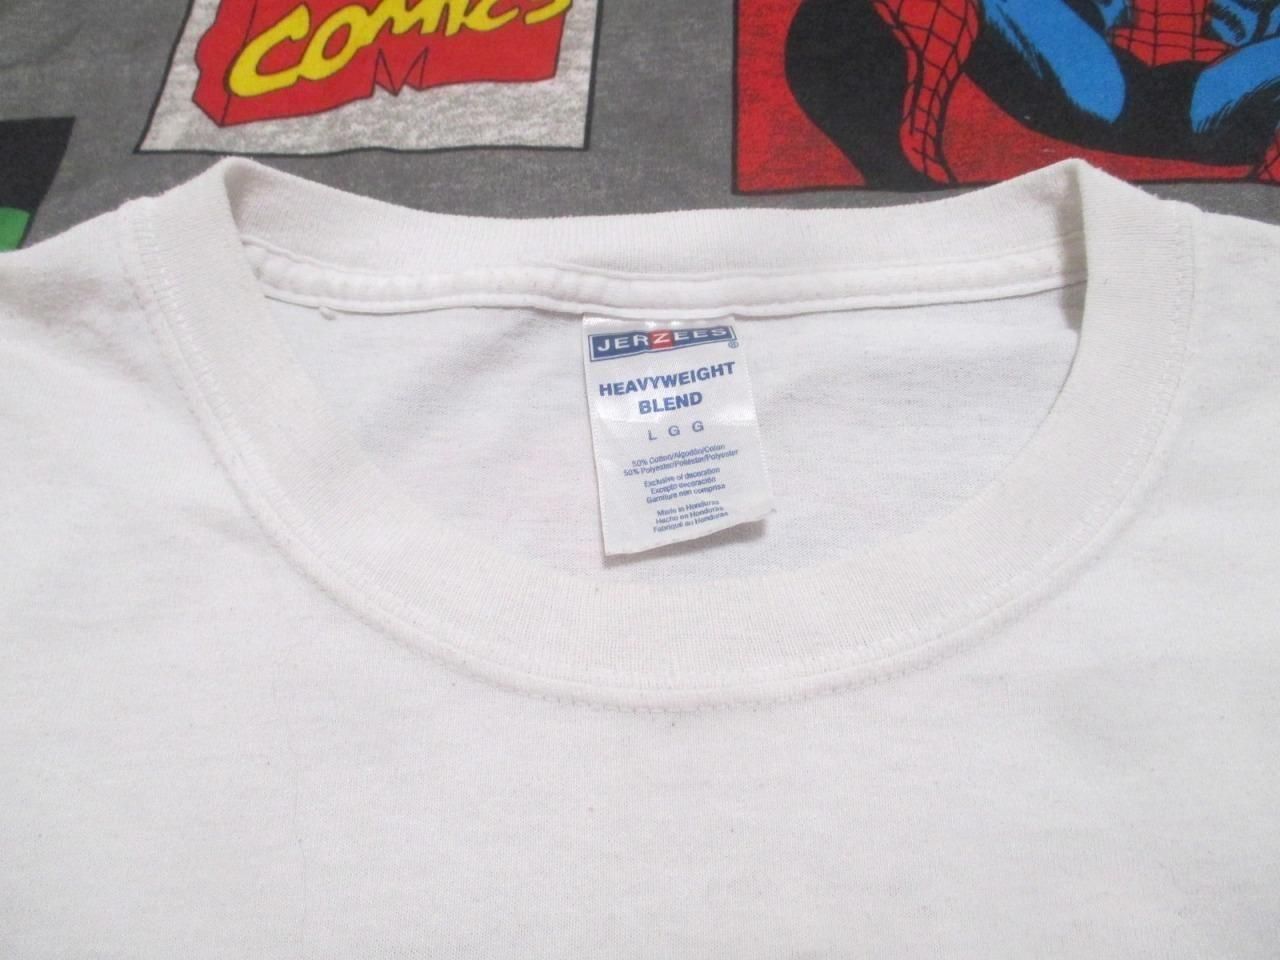 COMICS
JERZEES®
HEAVYWEIGHT
BLEND
L G G
50% Cotton/Algodón/Coton
50% Polyester/Poliéster/Polyester
Exclusive of decoration
Excepto decoración
Garniture non comprise
Made in Honduras
Hecho en Honduras
Fabriqué au Honduras